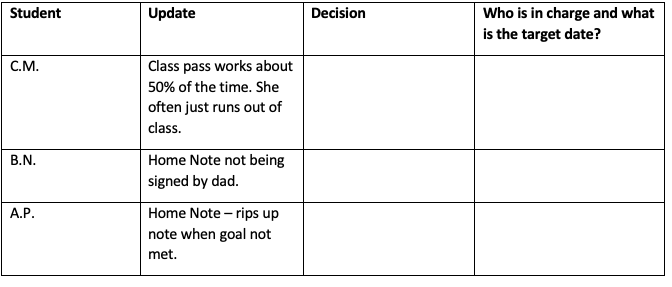 Student Update Decision Who is in charge and what
is the target date?
C.M. Class pass works about
50% of the time. She
often just runs out of
class.
B.N. Home Note not being
signed by dad.
A.P. Home Note – rips up
note when goal not
met.